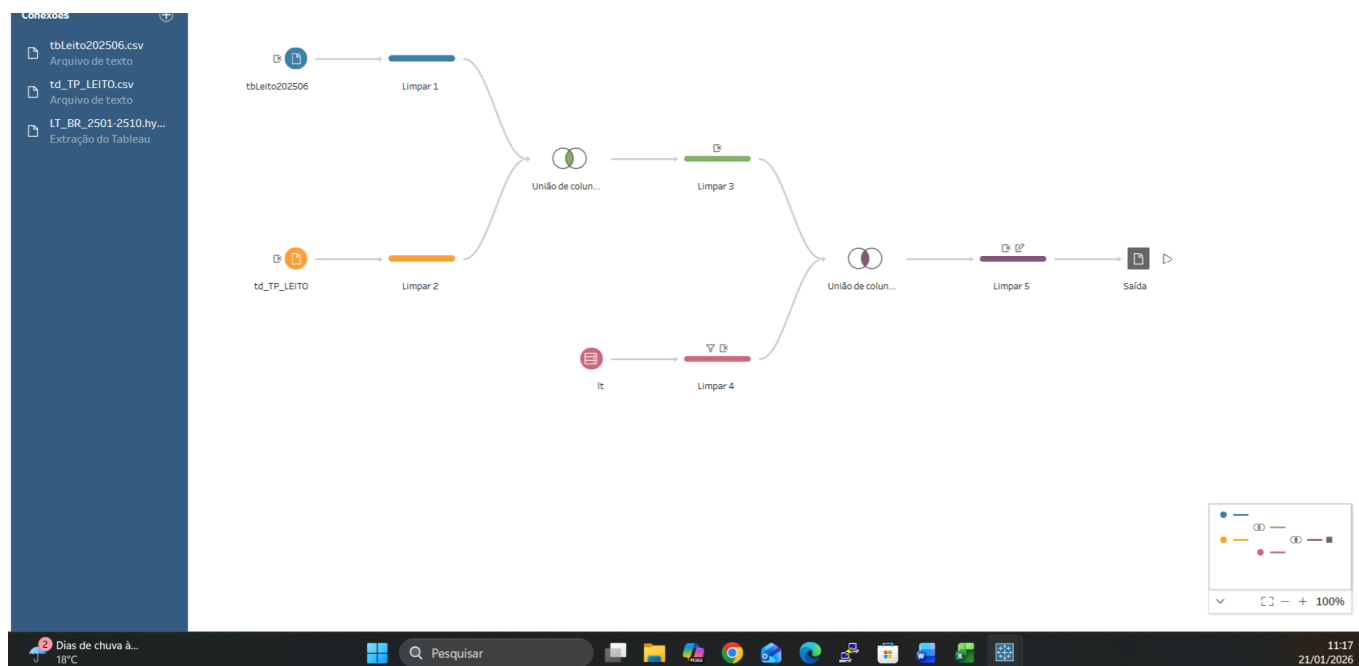 Conexões
tbLeito202506.csv
Arquivo de texto
td_TP_LEITO.csv
Arquivo de texto
LT_BR_2501-2510.hy...
Extração do Tableau
tbLeito202506
Limpar 1
União de colun...
Limpar 3
td_TP_LEITO
Limpar 2
União de colun...
Limpar 5
Saída
lt
Limpar 4
100%
2
Dias de chuva à...
18°C
Pesquisar
M365
11:17
21/01/2026